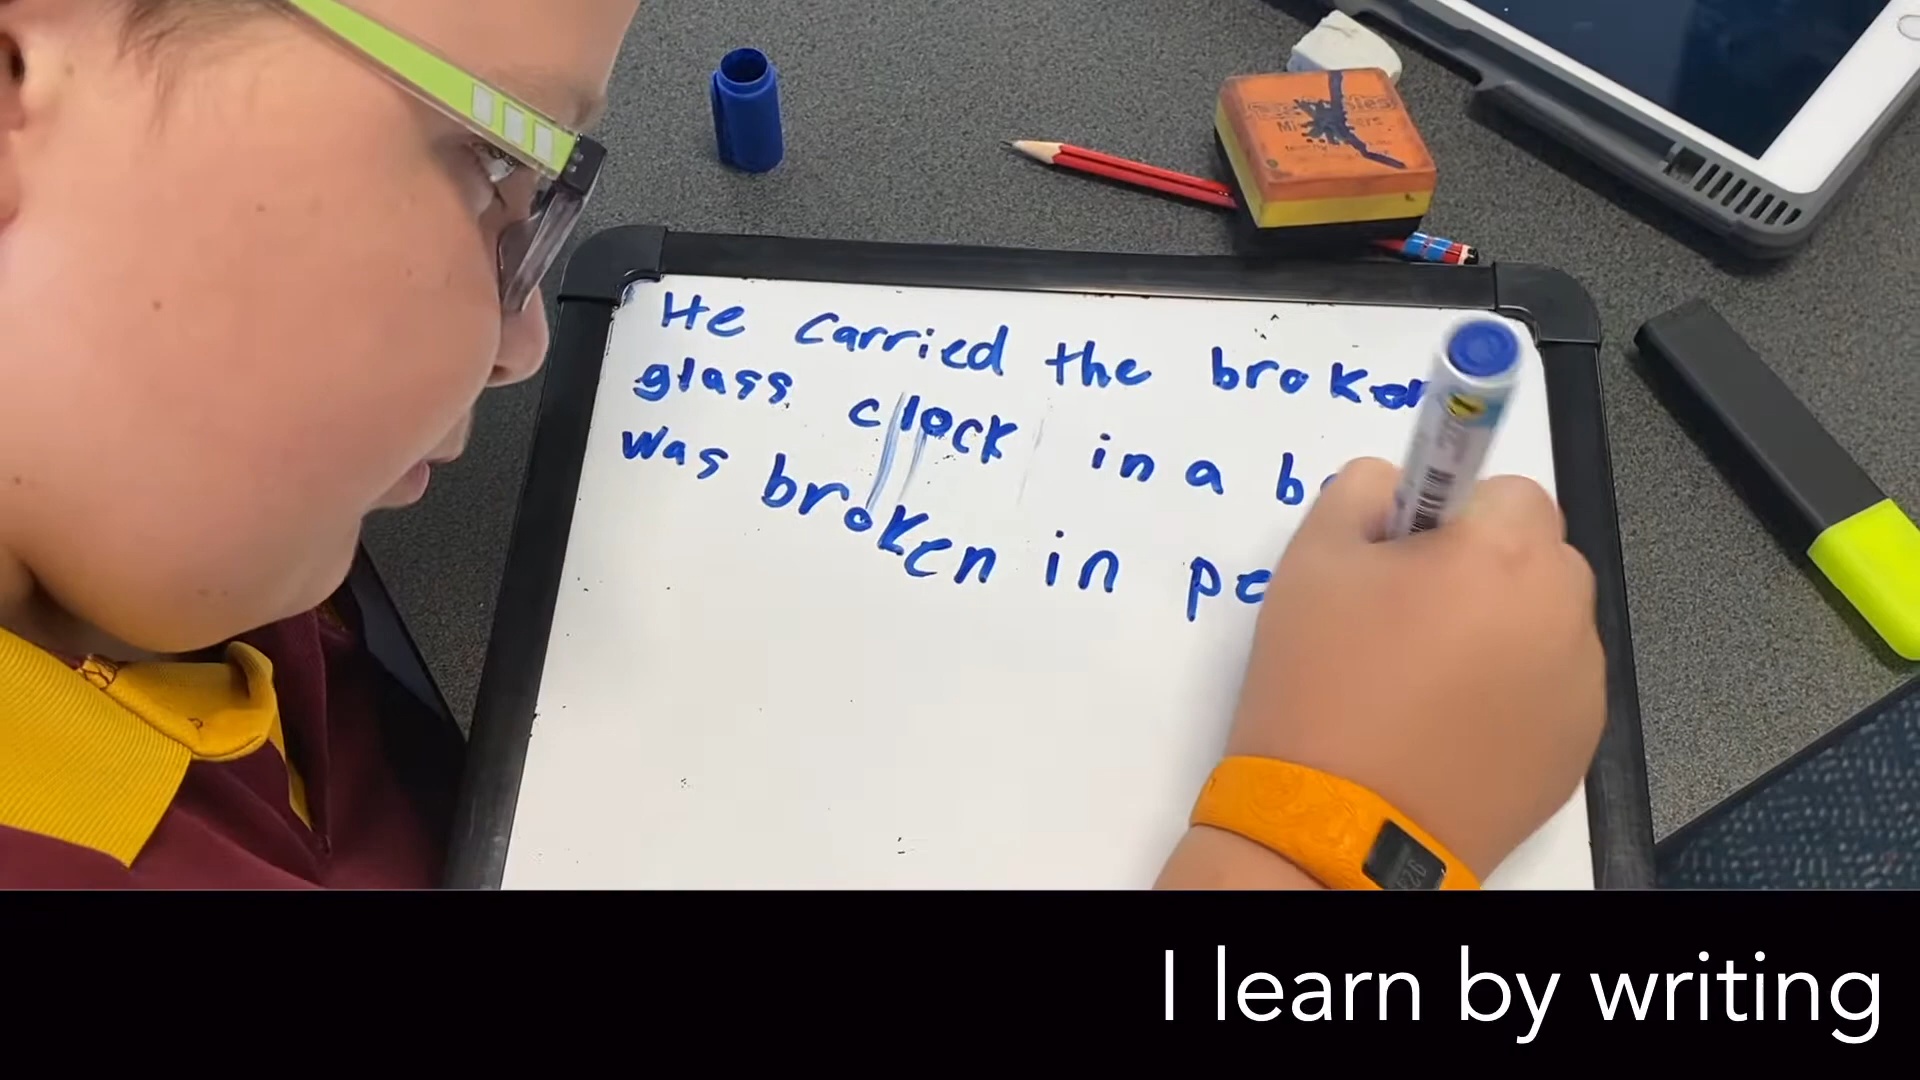 He carried the broken
glass clock in a
was broken in
I learn by writing